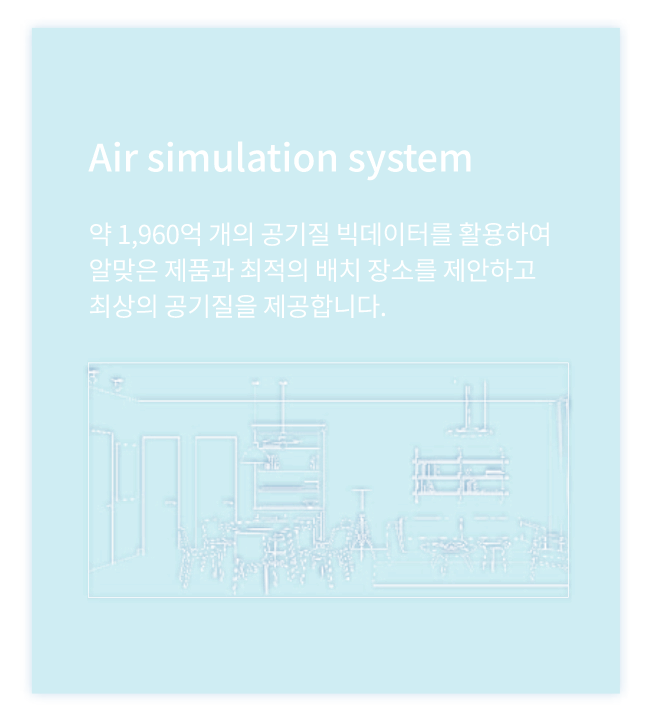 Air simulation system
약 1,960억 개의 공기질 빅데이터를 활용하여
알맞은 제품과 최적의 배치 장소를 제안하고
최상의 공기질을 제공합니다.